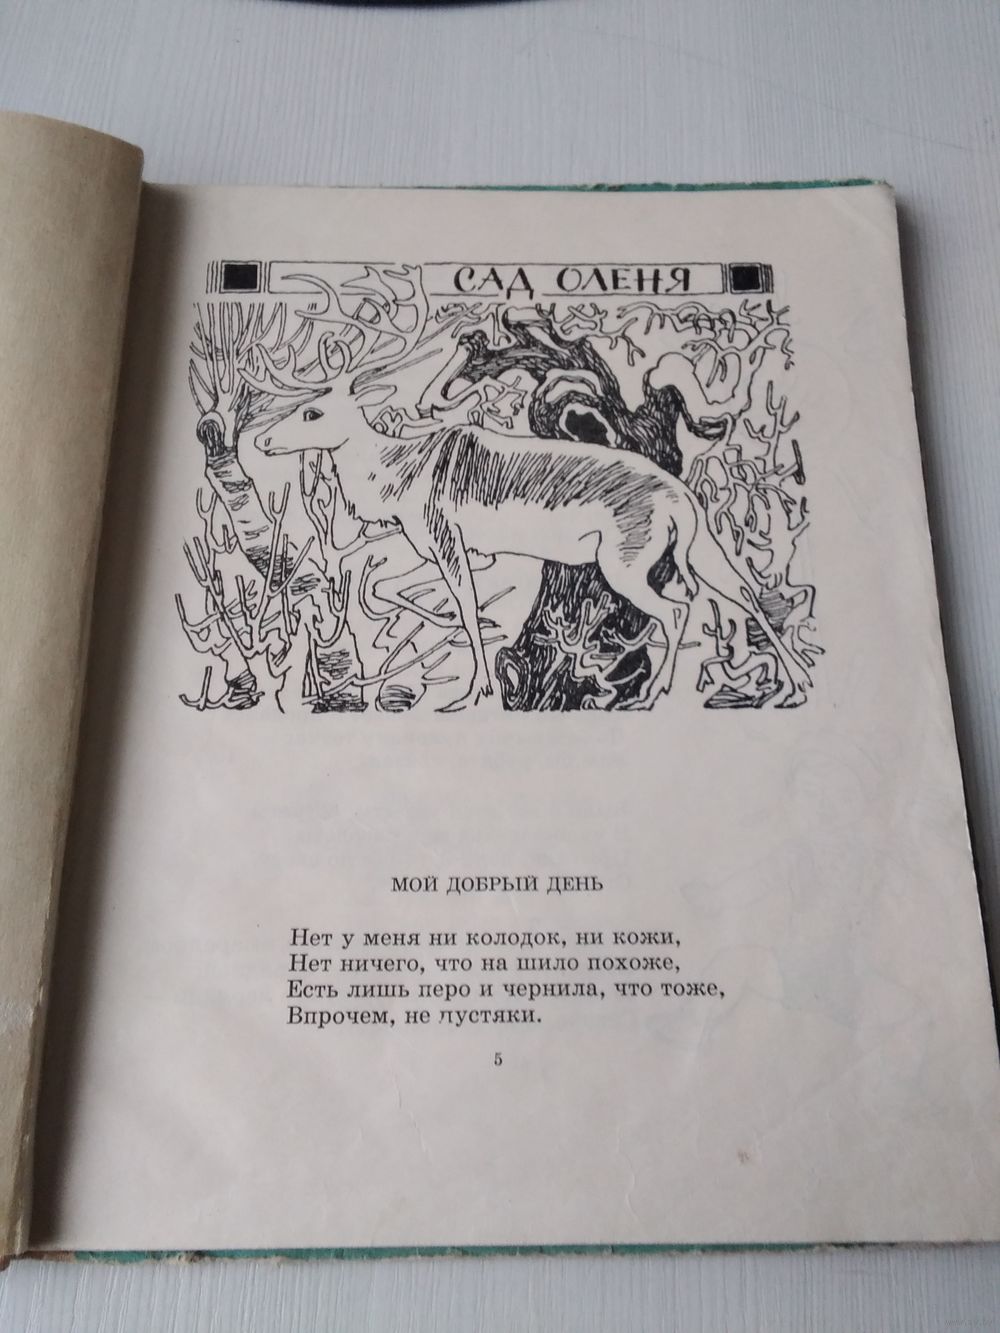 САД ОЛЕНЯ
МОЙ ДОБРЫЙ ДЕНЬ
Нет у меня ни колодок, ни кожи,
Нет ничего, что на шило похоже,
Есть лишь перо и чернила, что тоже,
Впрочем, не пустяки.
5